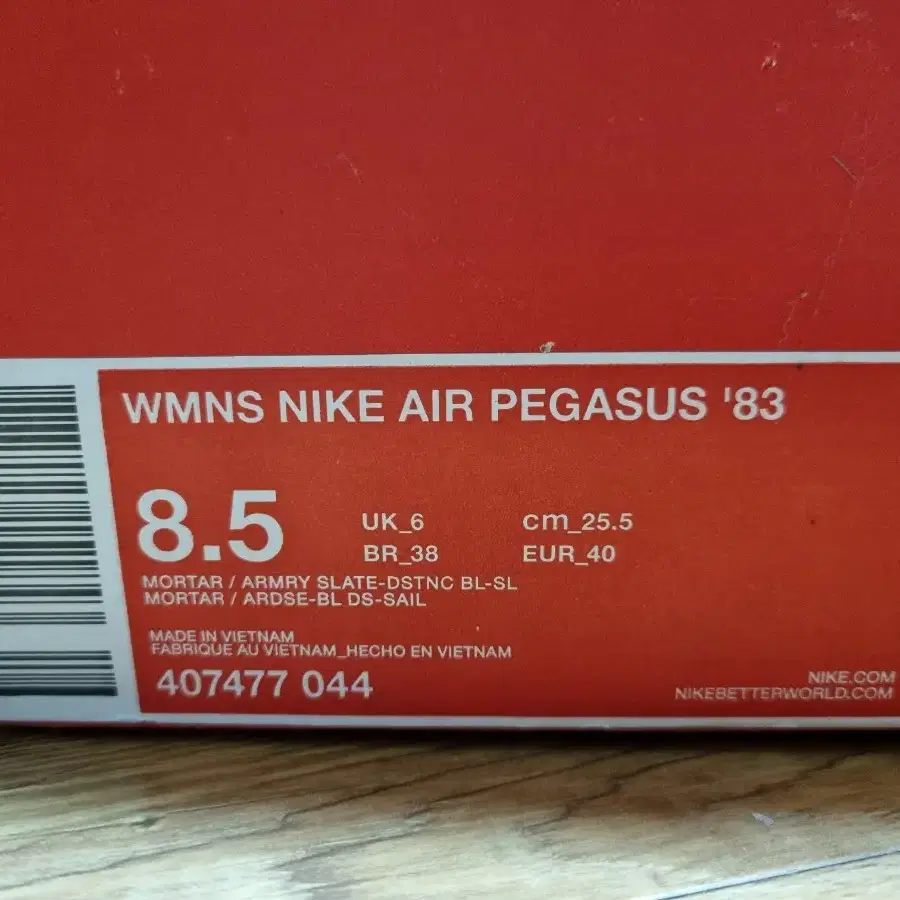 WMNS NIKE AIR PEGASUS '83
8.5
UK_6 cm_25.5
BR_38 EUR_40
MORTAR / ARMRY SLATE-DSTNC BL-SL
MORTAR / ARDSE-BL DS-SAIL
MADE IN VIETNAM
FABRIQUE AU VIETNAM_HECHO EN VIETNAM
407477 044
NIKE.COM
NIKEBETTERWORLD.COM